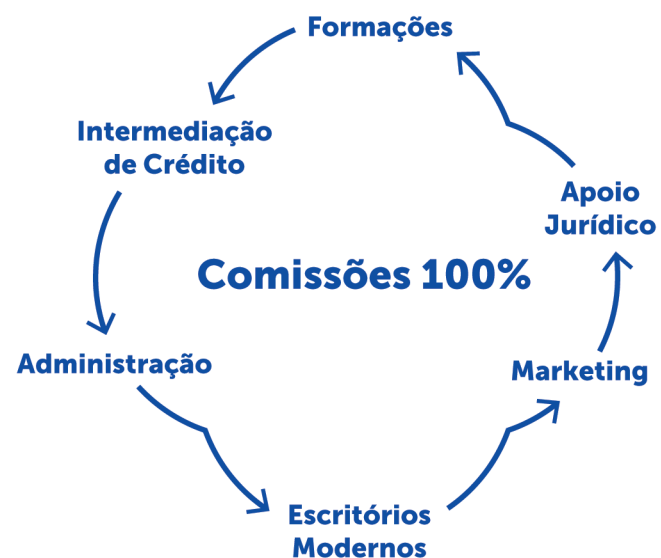 Formações
Intermediação
de Crédito
Apoio
Jurídico
Comissões 100%
Administração
Marketing
Escritórios
Modernos